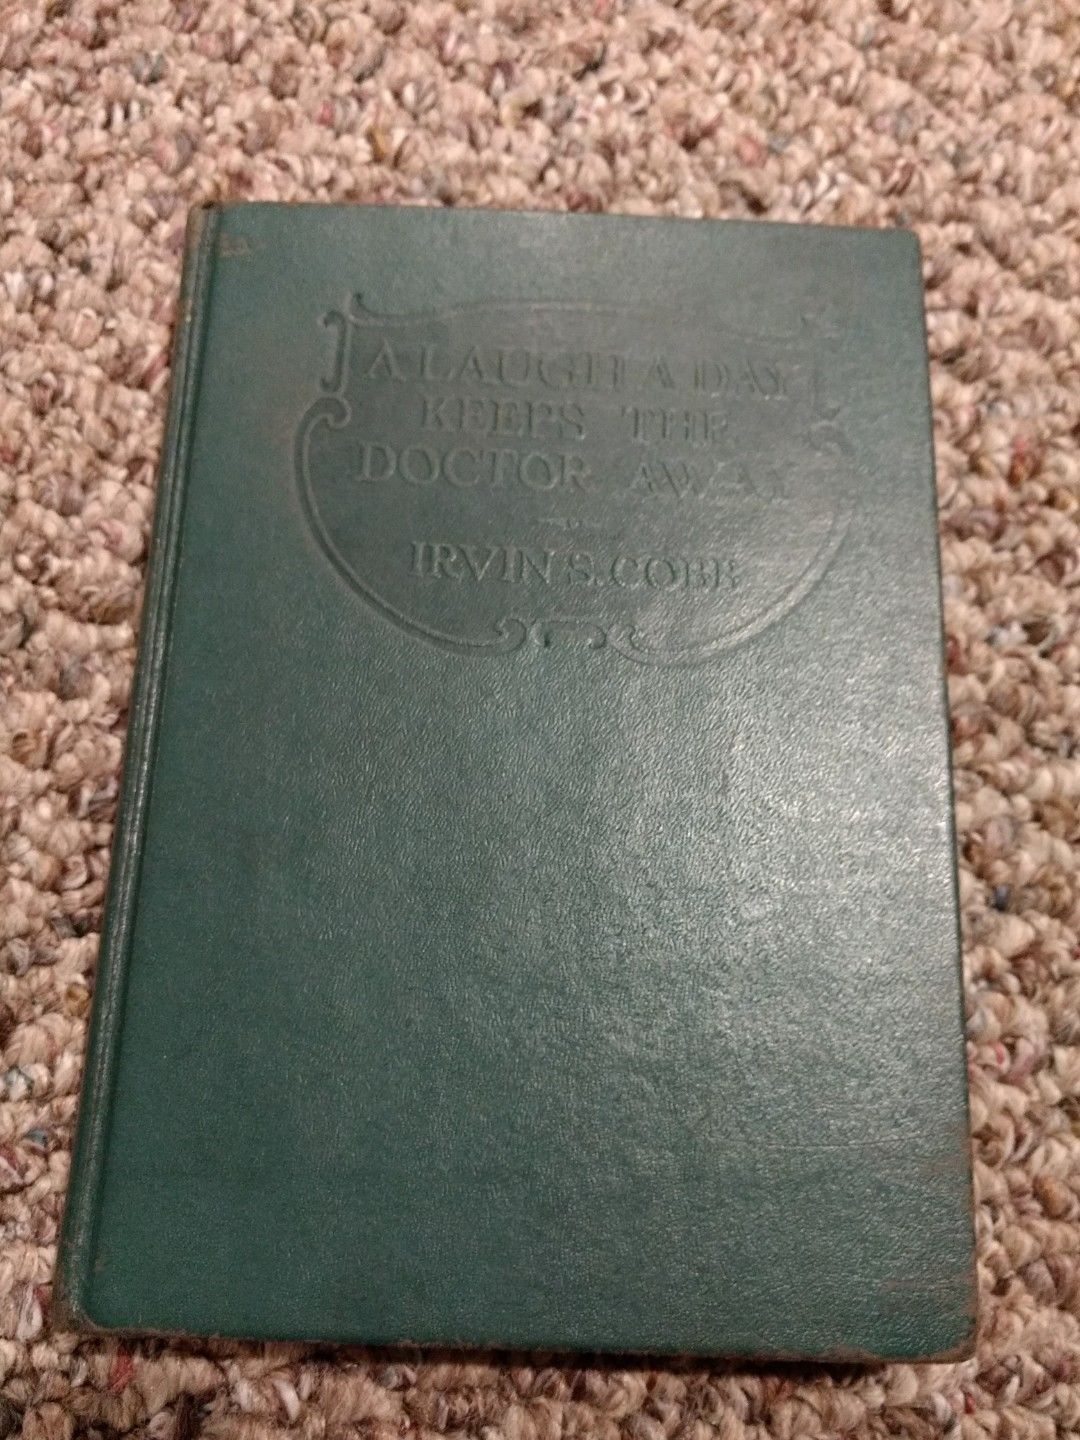 A LAUGH A DAY
KEEPS THE
DOCTOR AWAY
IRVIN S. COBB